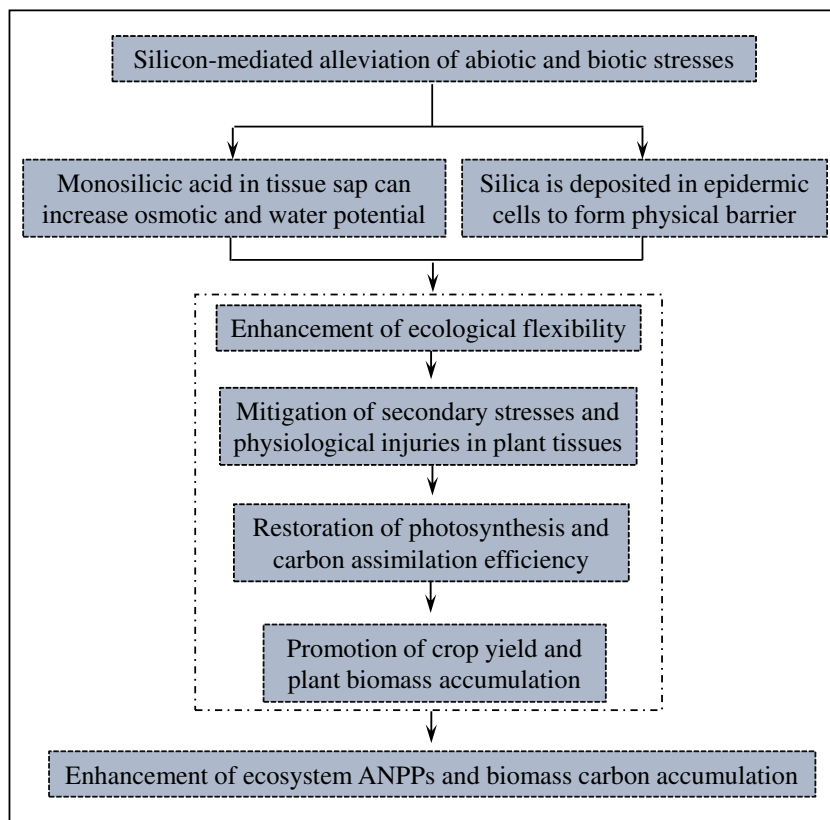 Silicon-mediated alleviation of abiotic and biotic stresses
Monosilicic acid in tissue sap can
increase osmotic and water potential
Silica is deposited in epidermic
cells to form physical barrier
Enhancement of ecological flexibility
Mitigation of secondary stresses and
physiological injuries in plant tissues
Restoration of photosynthesis and
carbon assimilation efficiency
Promotion of crop yield and
plant biomass accumulation
Enhancement of ecosystem ANPPs and biomass carbon accumulation